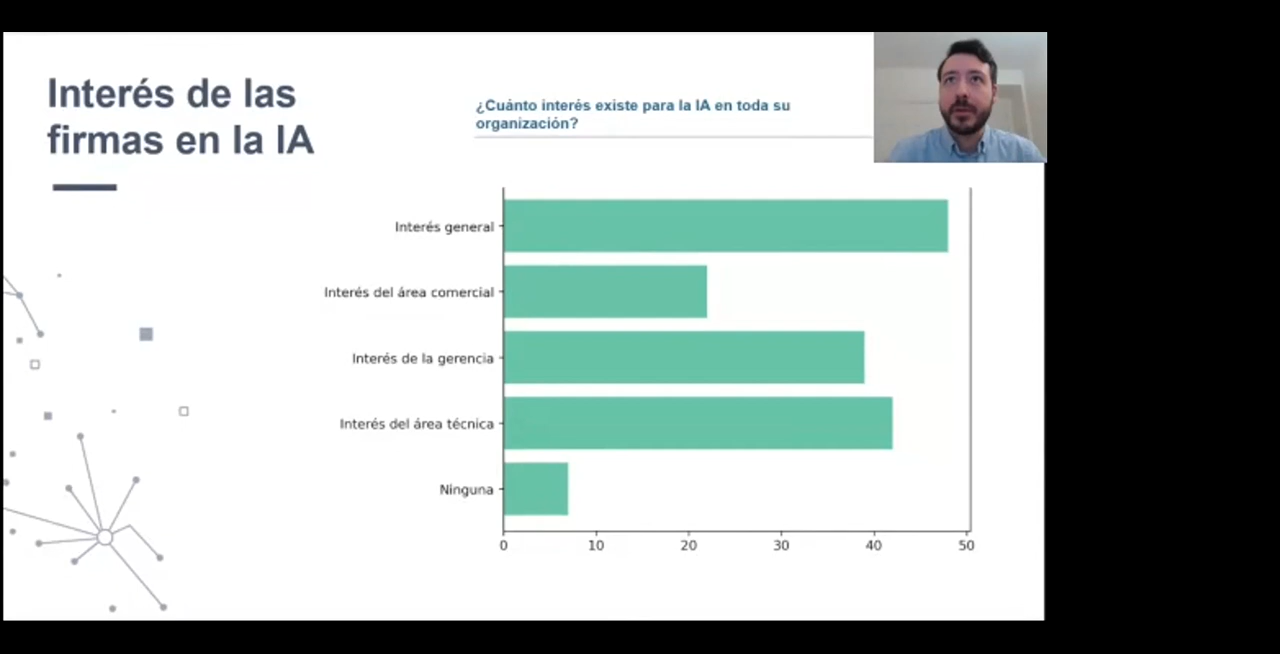 Interés de las
firmas en la IA
¿Cuánto interés existe para la IA en toda su
organización?
Interés general
Interés del área comercial
Interés de la gerencia
Interés del área técnica
Ninguna
0 10 20 30 40 50